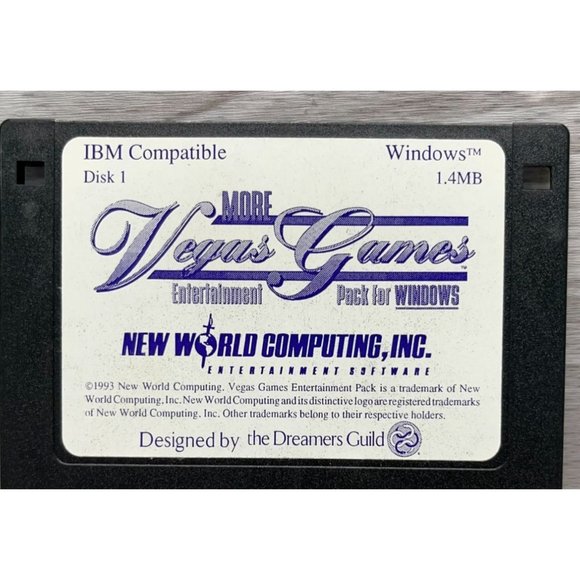 IBM Compatible Windows™
Disk 1 1.4MB
MORE
Vegas Games™
Entertainment Pack for WINDOWS
NEW WORLD COMPUTING, INC.
ENTERTAINMENT SOFTWARE
©1993 New World Computing. Vegas Games Entertainment Pack is a trademark of New
World Computing, Inc. New World Computing and its distinctive logo are registered trademarks
of New World Computing, Inc. Other trademarks belong to their respective holders.
Designed by the Dreamers Guild